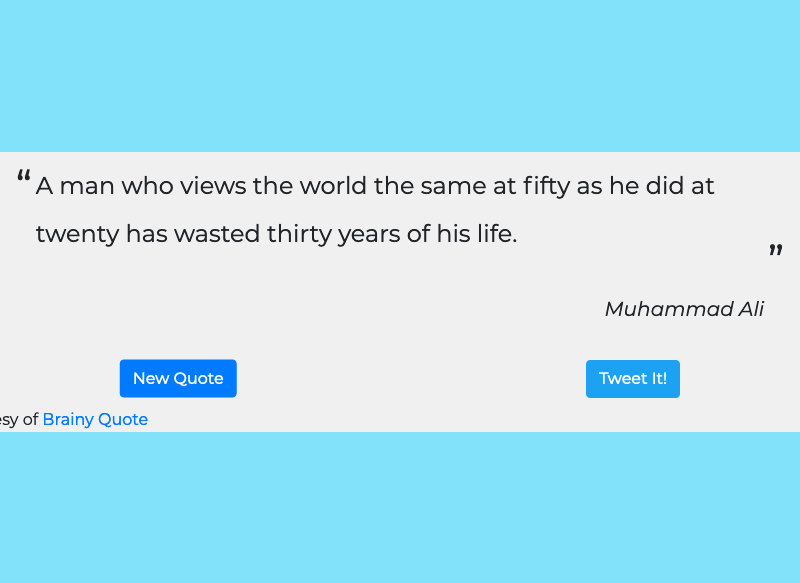 “A man who views the world the same at fifty as he did at
twenty has wasted thirty years of his life.
”
Muhammad Ali
New Quote Tweet It!
esy of Brainy Quote